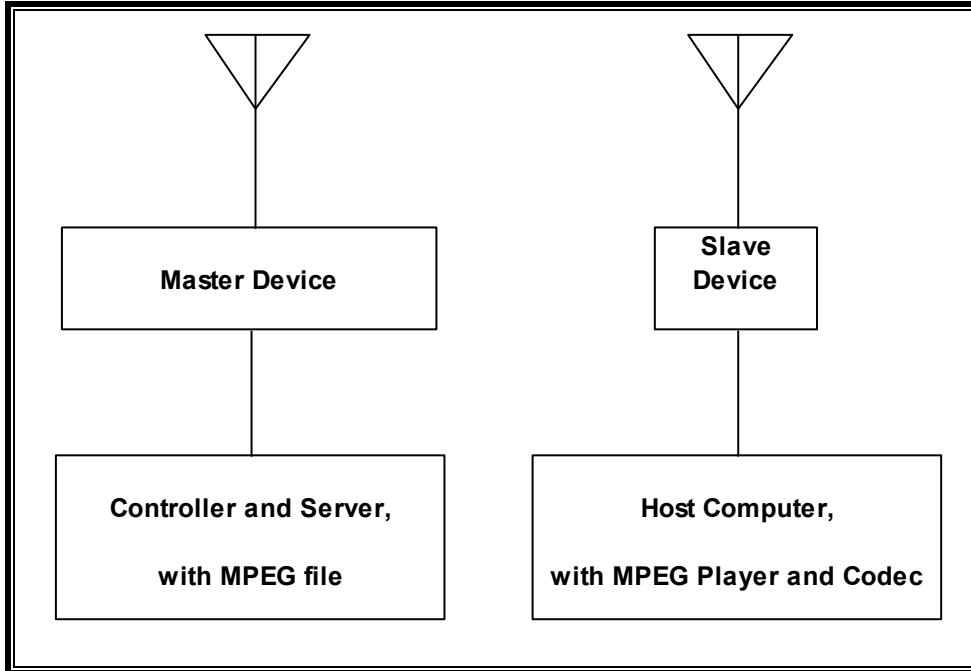 Master Device
Slave
Device
Controller and Server,
with MPEG file
Host Computer,
with MPEG Player and Codec